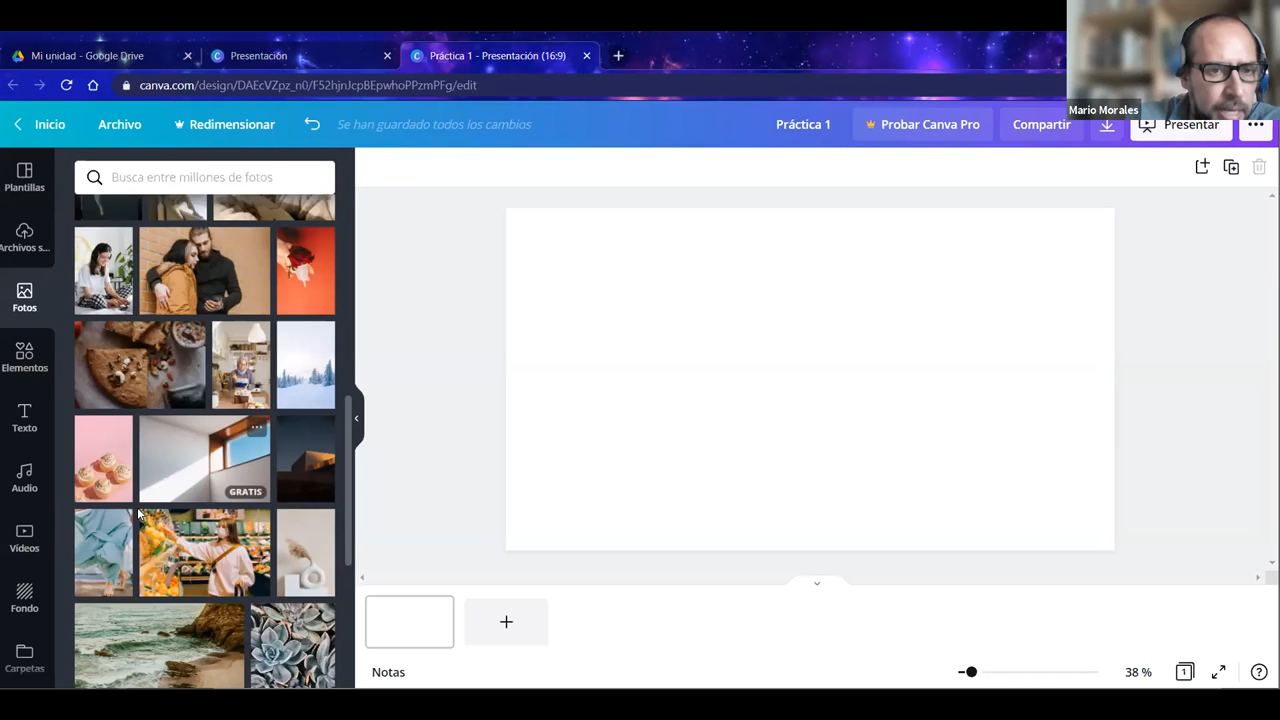 Mi unidad - Google Drive
Presentación
Práctica 1 - Presentación (16:9)
canva.com/design/DAEcVZpz_n0/F52hjnJcpBEpwhoPPzmPFg/edit
Mario Morales
Inicio
Archivo
Redimensionar
Se han guardado todos los cambios
Práctica 1
Probar Canva Pro
Compartir
Presentar
Plantillas
Archivos s...
Fotos
Elementos
Texto
Audio
Vídeos
Fondo
Carpetas
Busca entre millones de fotos
GRATIS
Notas
38 %
1